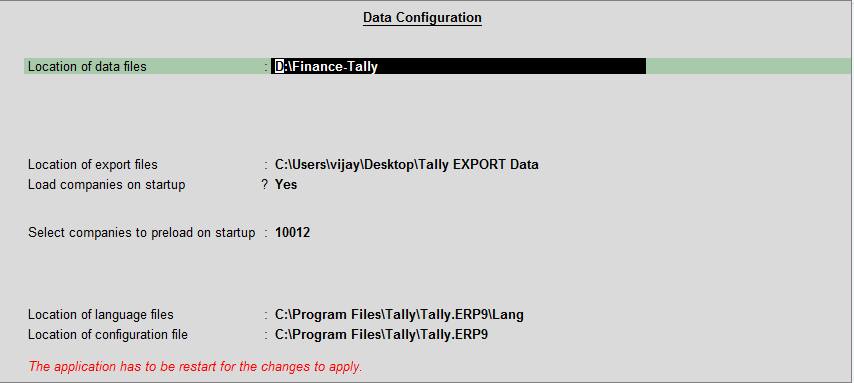 Data Configuration
Location of data files : D:\Finance-Tally
Location of export files : C:\Users\vijay\Desktop\Tally EXPORT Data
Load companies on startup ? Yes
Select companies to preload on startup : 10012
Location of language files : C:\Program Files\Tally\Tally.ERP9\Lang
Location of configuration file : C:\Program Files\Tally\Tally.ERP9
The application has to be restart for the changes to apply.